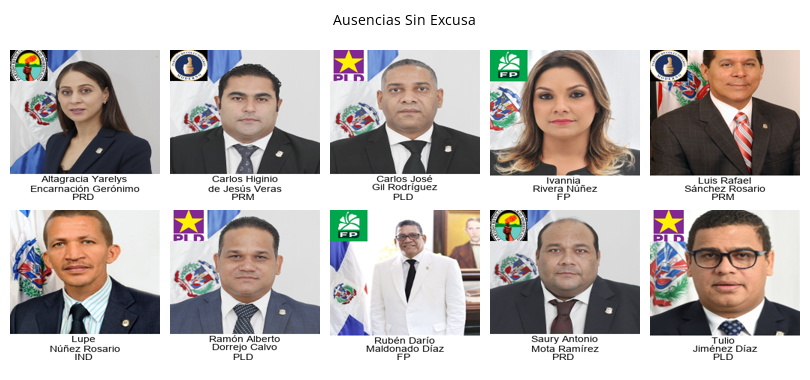 Ausencias Sin Excusa
Altagracia Yarelys
Encarnación Gerónimo
PRD
Carlos Higinio
de Jesús Veras
PRM
PLD
Carlos José
Gil Rodríguez
PLD
FP
Ivannia
Rivera Núñez
FP
Luis Rafael
Sánchez Rosario
PRM
Lupe
Núñez Rosario
IND
PLD
Ramón Alberto
Dorrejo Calvo
PLD
FP
Rubén Darío
Maldonado Díaz
FP
Saury Antonio
Mota Ramírez
PRD
PLD
Tulio
Jiménez Díaz
PLD